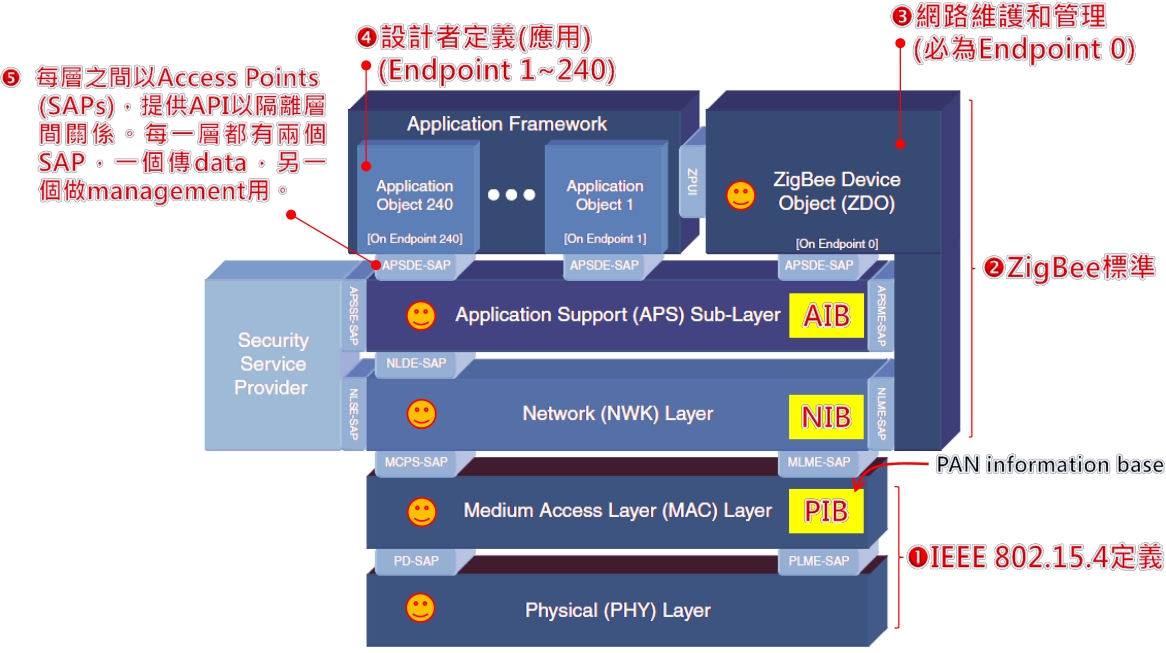 ❸網路維護和管理
(必為Endpoint 0)
❹設計者定義(應用)
(Endpoint 1~240)
❺ 每層之間以Access Points
(SAPs)，提供API以隔離層
間關係。每一層都有兩個
SAP，一個傳data，另一
個做management用。
Application Framework
Application
Object 240
[On Endpoint 240]
Application
Object 1
[On Endpoint 1]
ZPUI
ZigBee Device
Object (ZDO)
[On Endpoint 0]
APSDE-SAP
APSDE-SAP
APSDE-SAP
❷ZigBee標準
Security
Service
Provider
APSSE-SAP
Application Support (APS) Sub-Layer
AIB
APSME-SAP
NLDE-SAP
NLSE-SAP
Network (NWK) Layer
NIB
NLME-SAP
MCPS-SAP
MLME-SAP
PAN information base
Medium Access Layer (MAC) Layer
PIB
PD-SAP
PLME-SAP
❶IEEE 802.15.4定義
Physical (PHY) Layer